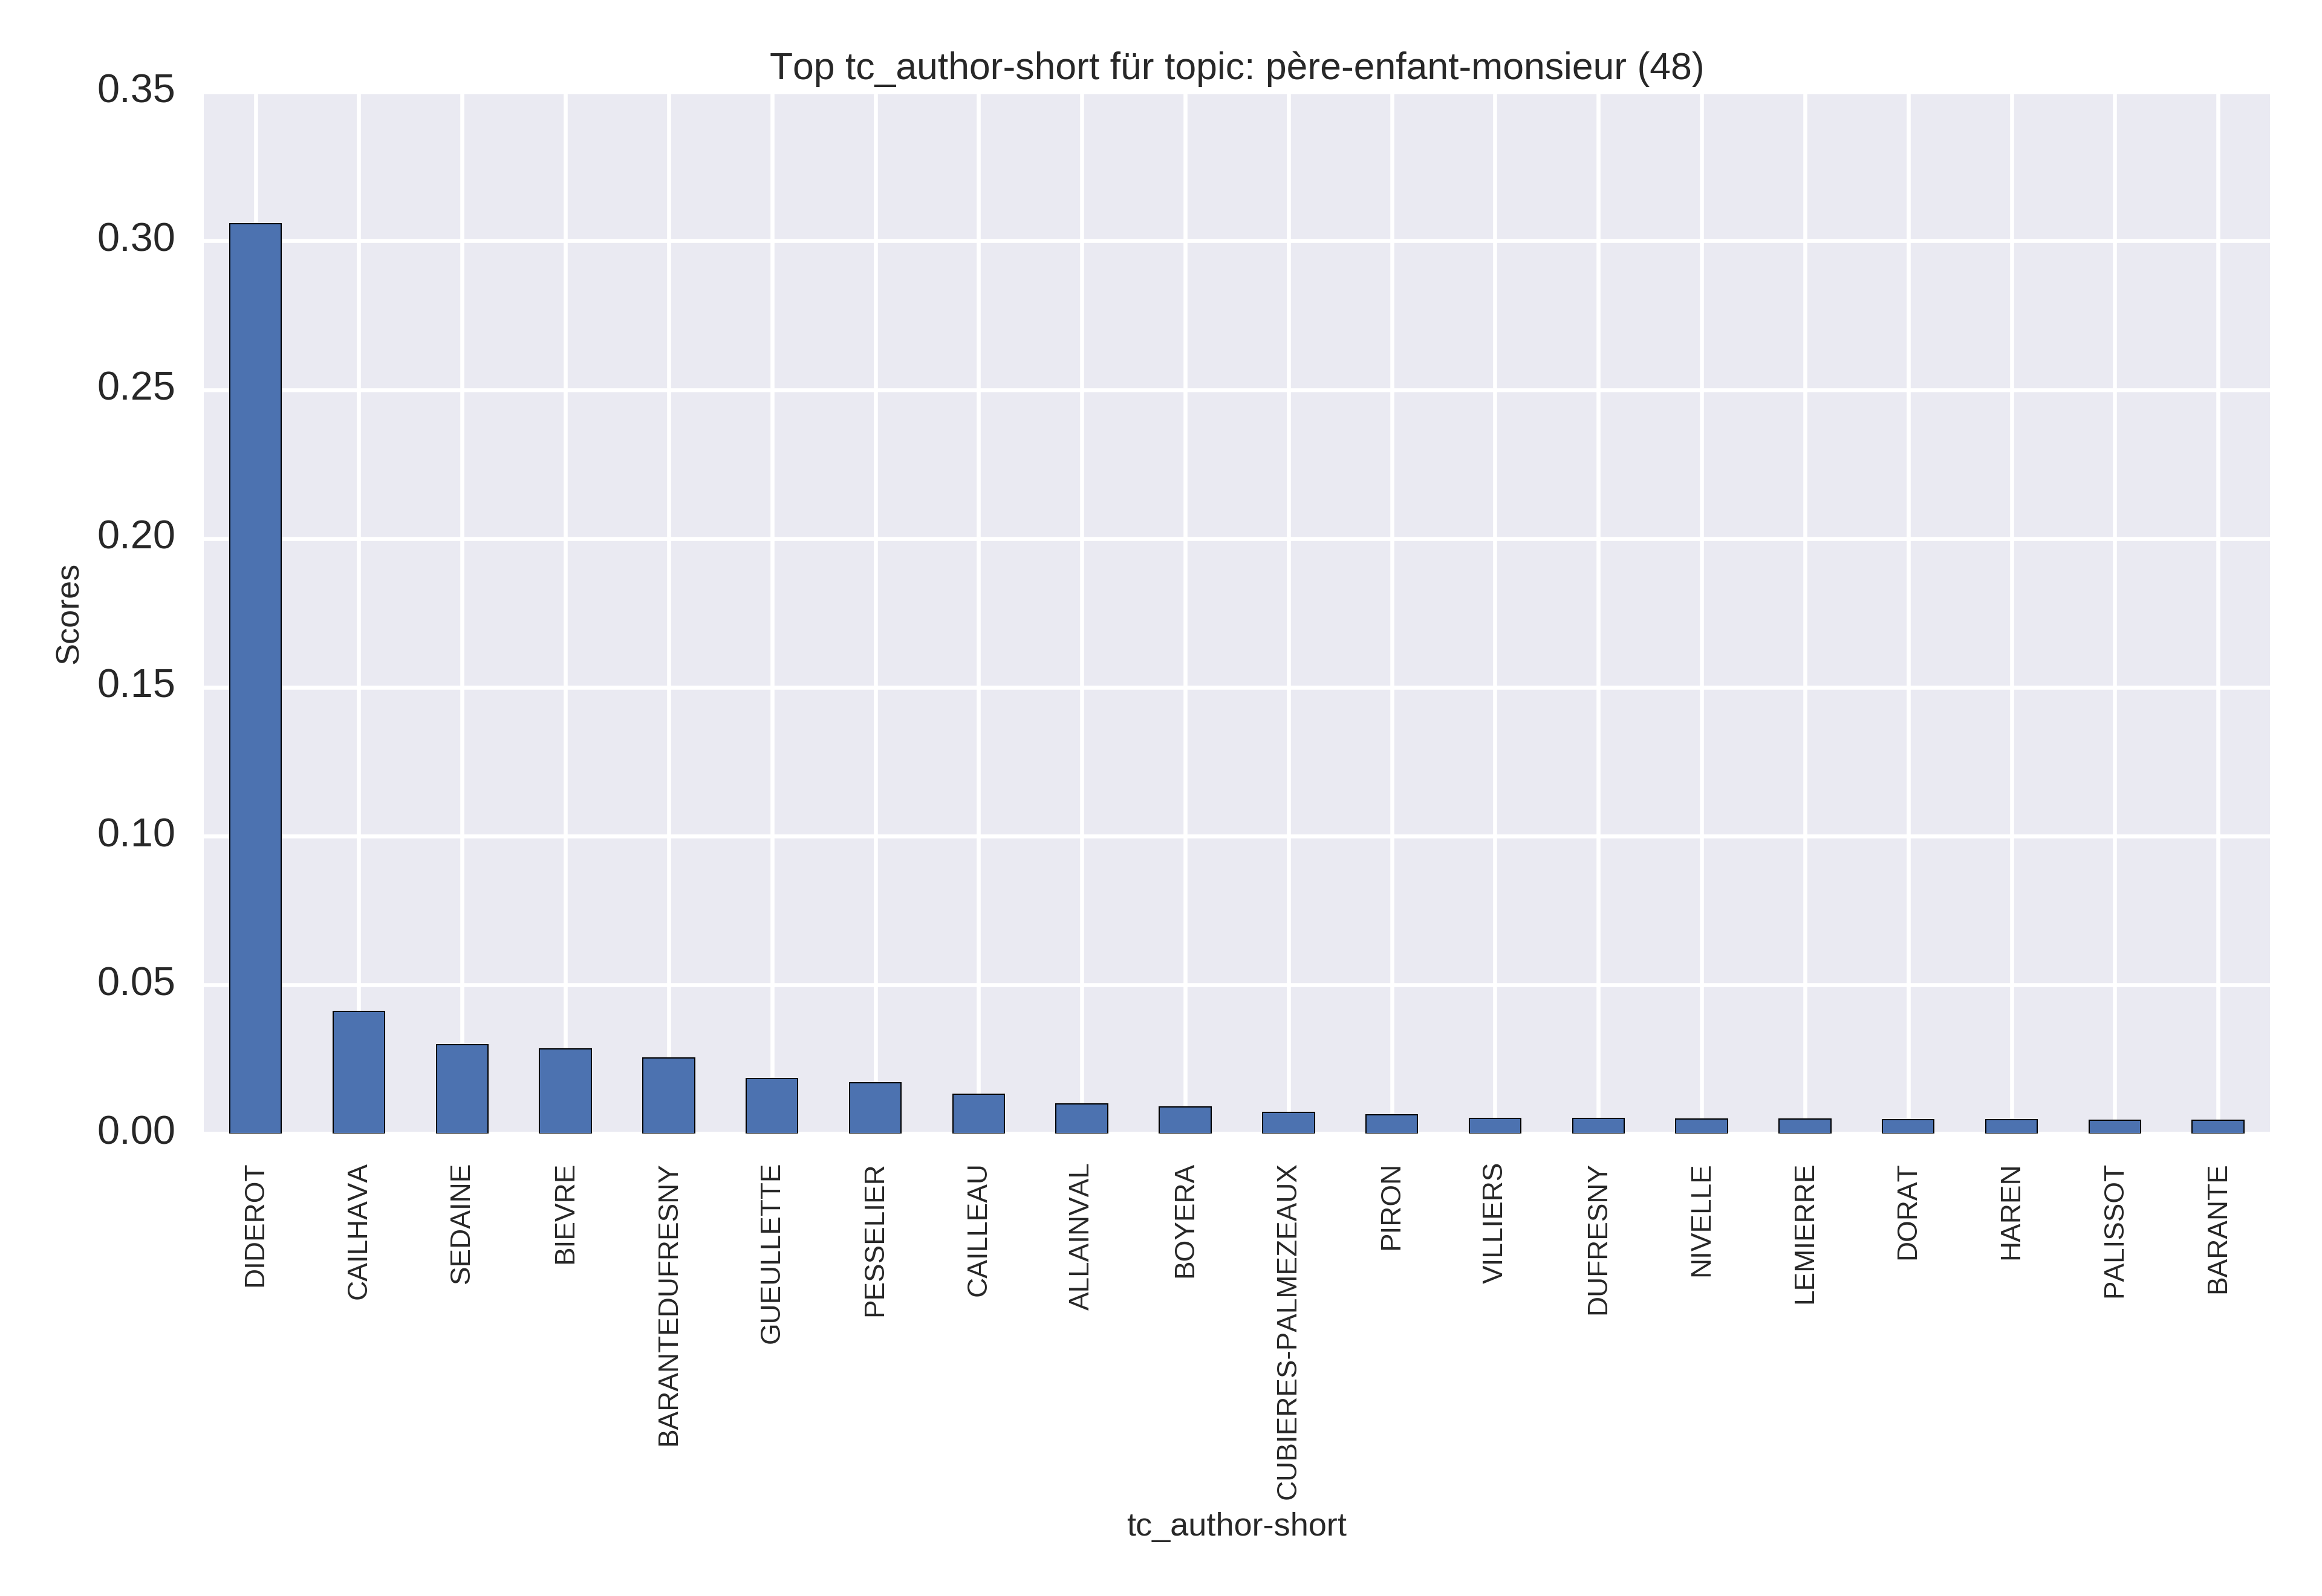 Top tc_author-short für topic: père-enfant-monsieur (48)
0.35
0.30
0.25
0.20
0.15
0.10
0.05
0.00
Scores
DIDEROT
CAILHAVA
SEDAINE
BIEVRE
BARANTEDUFRESNY
GUEULLETTE
PESSELIER
CAILLEAU
ALLAINVAL
BOYERA
CUBIERES-PALMEZEAUX
PIRON
VILLIERS
DUFRESNY
NIVELLE
LEMIERRE
DORAT
HAREN
PALISSOT
BARANTE
tc_author-short